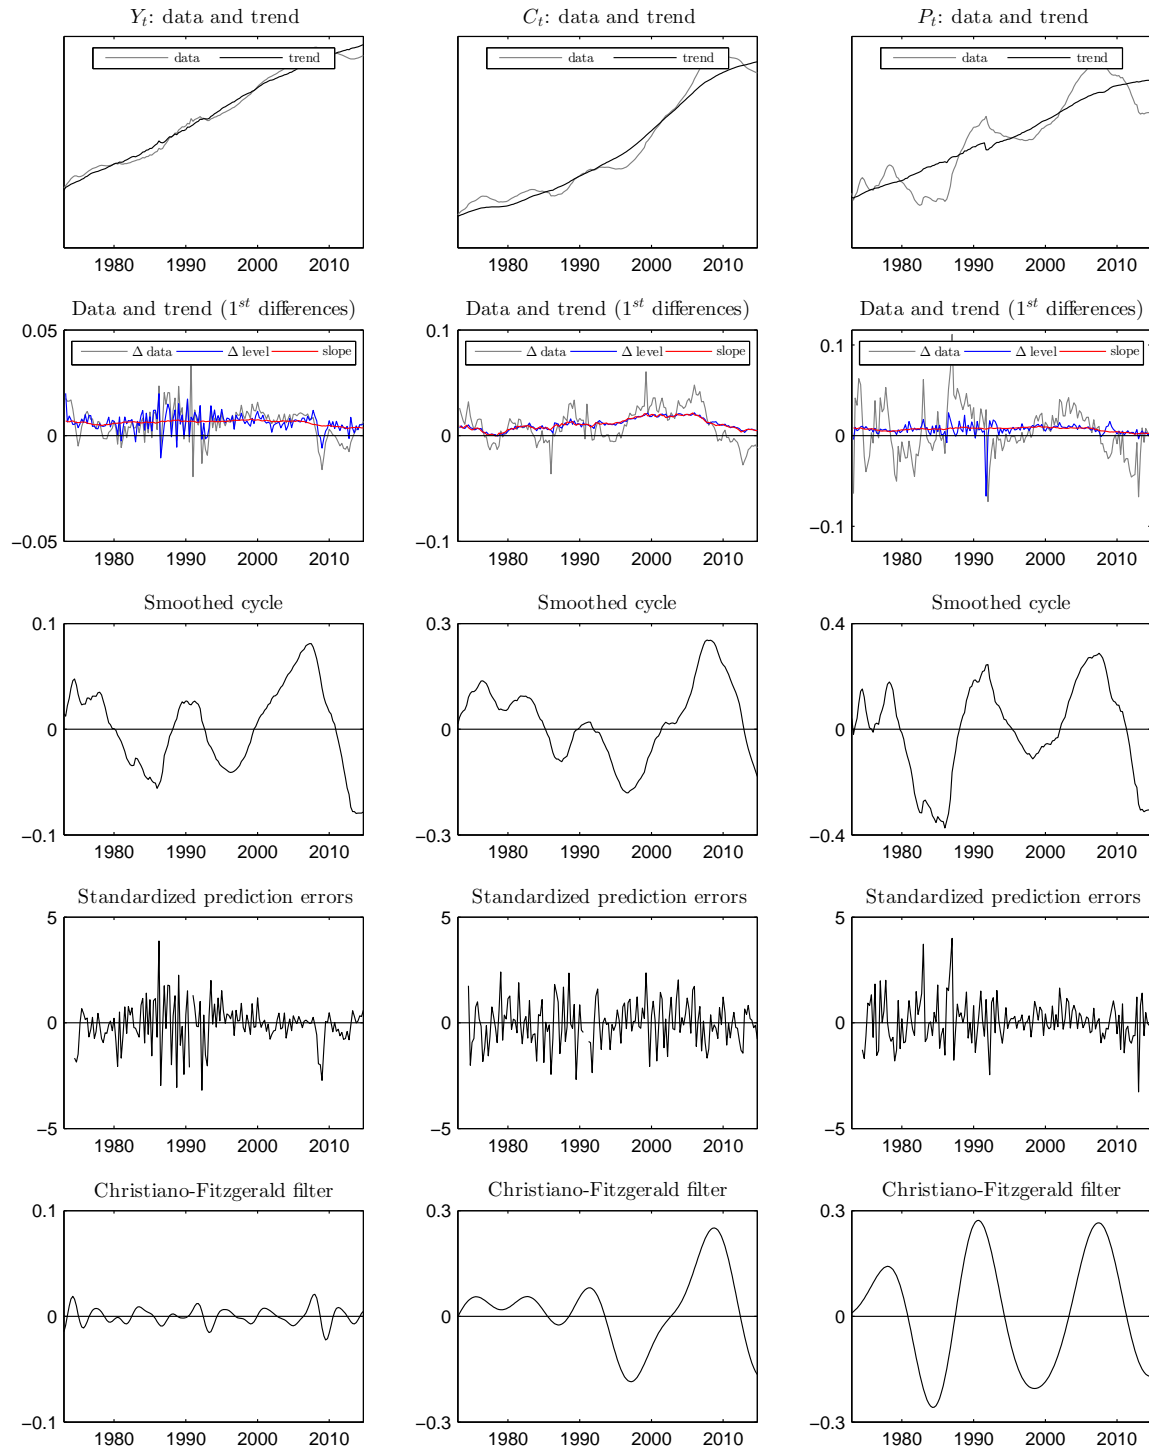 Y_t: data and trend C_t: data and trend P_t: data and trend
data trend data trend data trend
1980 1990 2000 2010 1980 1990 2000 2010 1980 1990 2000 2010
Data and trend (1^st differences) Data and trend (1^st differences) Data and trend (1^st differences)
0.05 0.1 0.1
Δ data Δ level slope Δ data Δ level slope Δ data Δ level slope
0 0 0
−0.05 −0.1 −0.1
1980 1990 2000 2010 1980 1990 2000 2010 1980 1990 2000 2010
Smoothed cycle Smoothed cycle Smoothed cycle
0.1 0.3 0.4
0 0 0
−0.1 −0.3 −0.4
1980 1990 2000 2010 1980 1990 2000 2010 1980 1990 2000 2010
Standardized prediction errors Standardized prediction errors Standardized prediction errors
5 5 5
0 0 0
−5 −5 −5
1980 1990 2000 2010 1980 1990 2000 2010 1980 1990 2000 2010
Christiano-Fitzgerald filter Christiano-Fitzgerald filter Christiano-Fitzgerald filter
0.1 0.3 0.3
0 0 0
−0.1 −0.3 −0.3
1980 1990 2000 2010 1980 1990 2000 2010 1980 1990 2000 2010